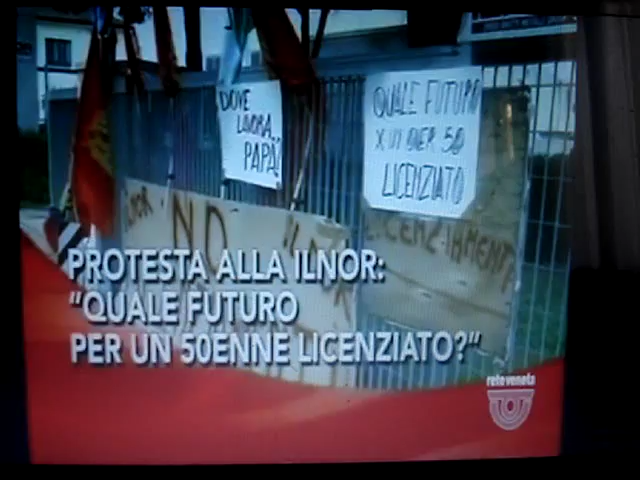 DOVE
LAVORA
PAPÀ?
QUALE FUTURO
X UN OVER 50
LICENZIATO
ILNOR
NO
LICENZIAMENTI
PROTESTA ALLA ILNOR:
“QUALE FUTURO
PER UN 50ENNE LICENZIATO?”
rete veneta